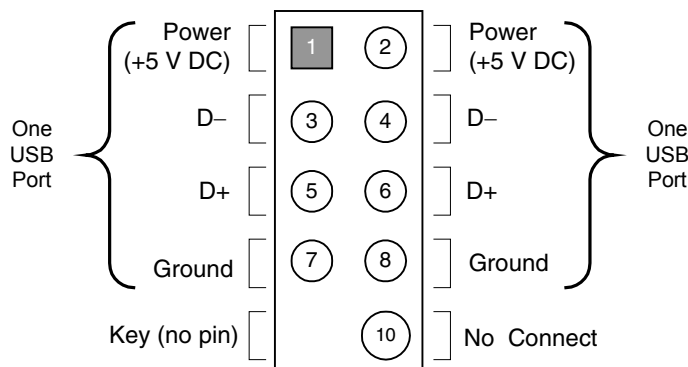 Power
(+5 V DC)
1
2
Power
(+5 V DC)
D–
3
4
D–
One
USB
Port
One
USB
Port
D+
5
6
D+
Ground
7
8
Ground
Key (no pin)
10
No Connect